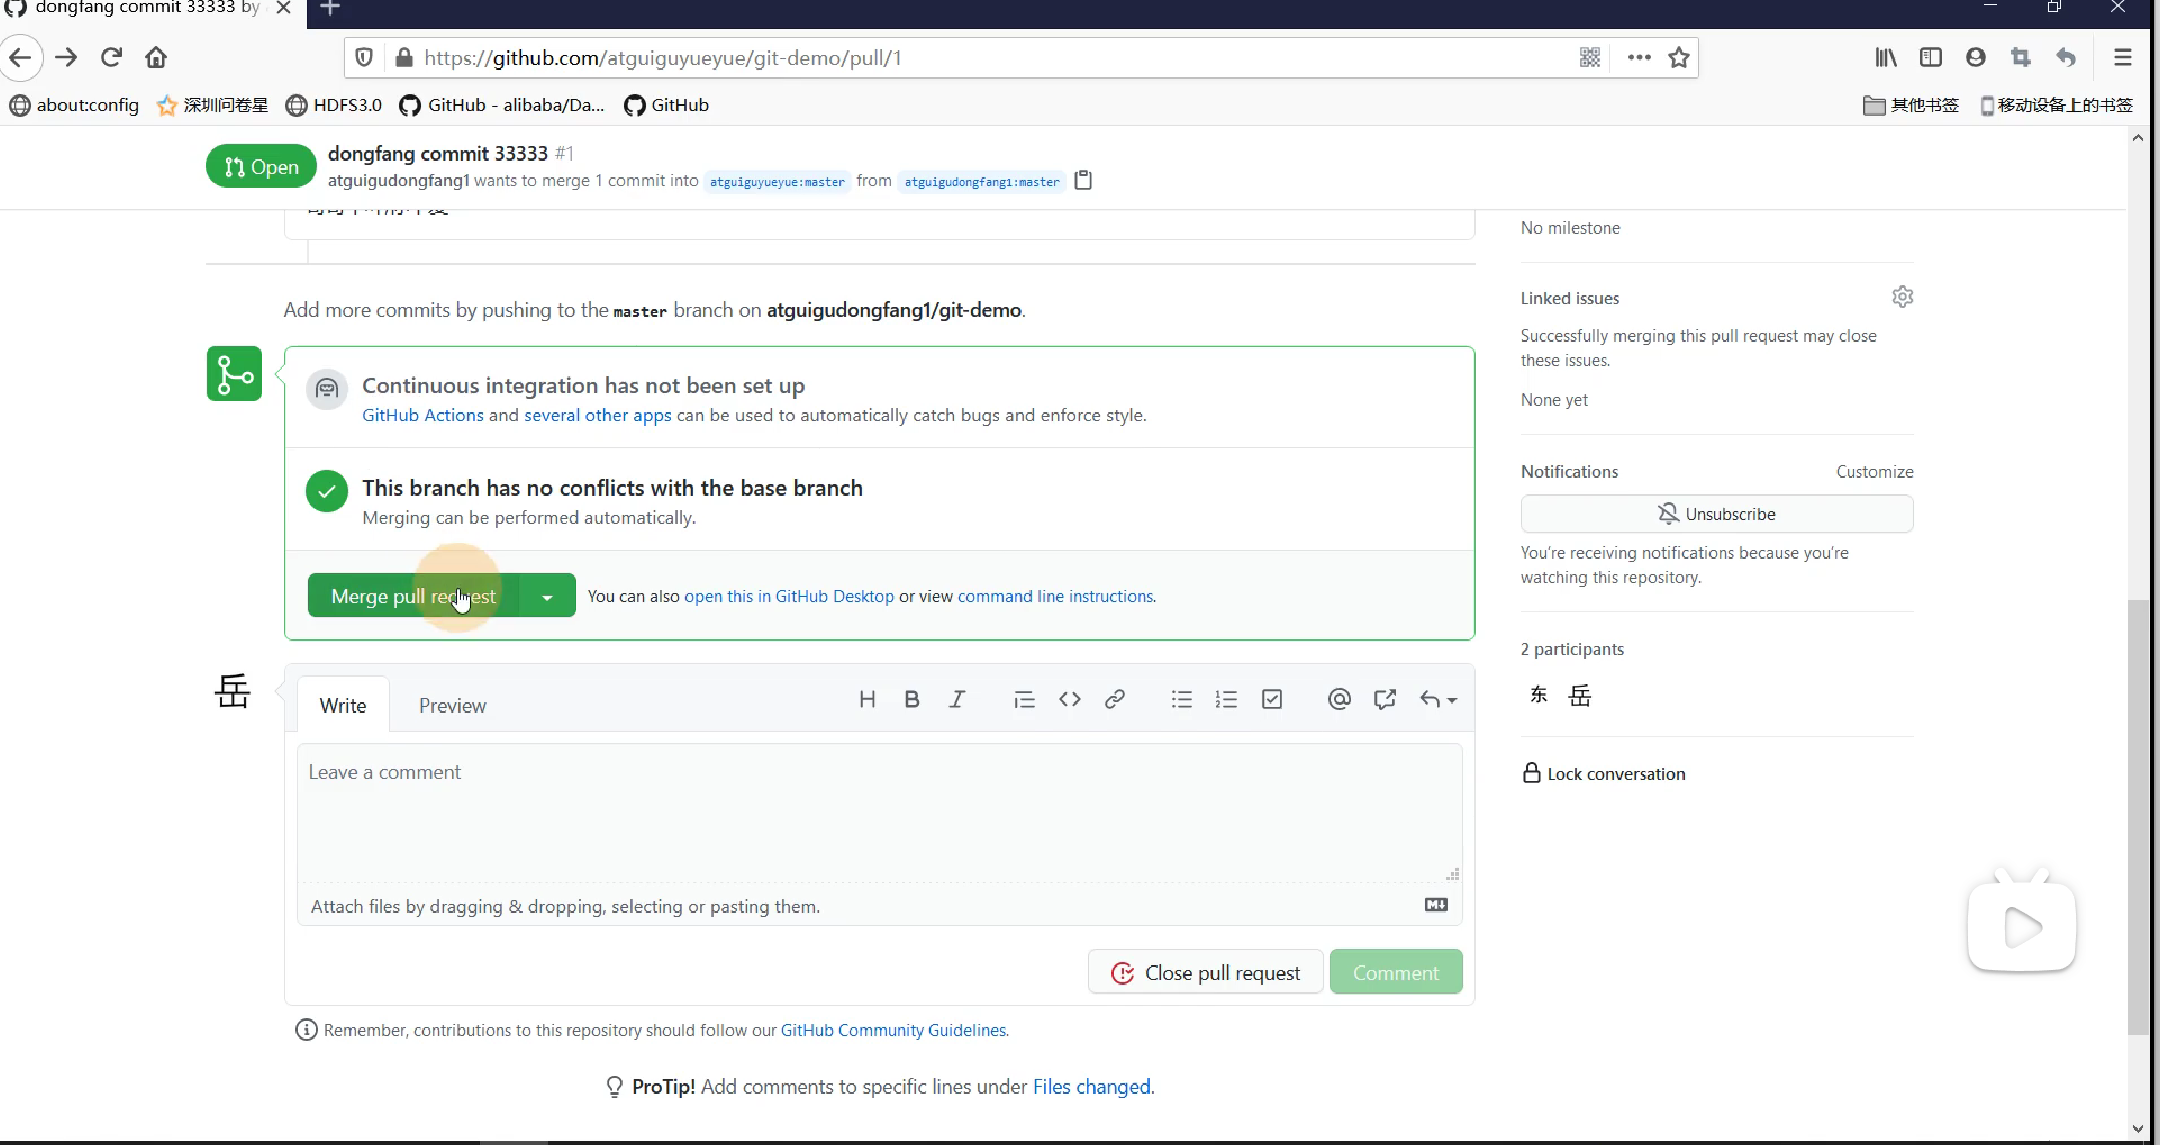 dongfang commit 33333 by
https://github.com/atguiguyueyue/git-demo/pull/1
about:config 深圳问卷星 HDFS3.0 GitHub - alibaba/Da... GitHub 其他书签 移动设备上的书签
Open
dongfang commit 33333 #1
atguigudongfang1 wants to merge 1 commit into atguiguyueyue:master from atguigudongfang1:master
No milestone
Add more commits by pushing to the master branch on atguigudongfang1/git-demo.
Linked issues
Successfully merging this pull request may close
these issues.
None yet
Continuous integration has not been set up
GitHub Actions and several other apps can be used to automatically catch bugs and enforce style.
This branch has no conflicts with the base branch
Merging can be performed automatically.
Notifications Customize
Unsubscribe
You're receiving notifications because you're
watching this repository.
Merge pull request You can also open this in GitHub Desktop or view command line instructions.
2 participants
东 岳
岳
Write Preview
Leave a comment
Lock conversation
Attach files by dragging & dropping, selecting or pasting them.
Close pull request Comment
Remember, contributions to this repository should follow our GitHub Community Guidelines.
ProTip! Add comments to specific lines under Files changed.